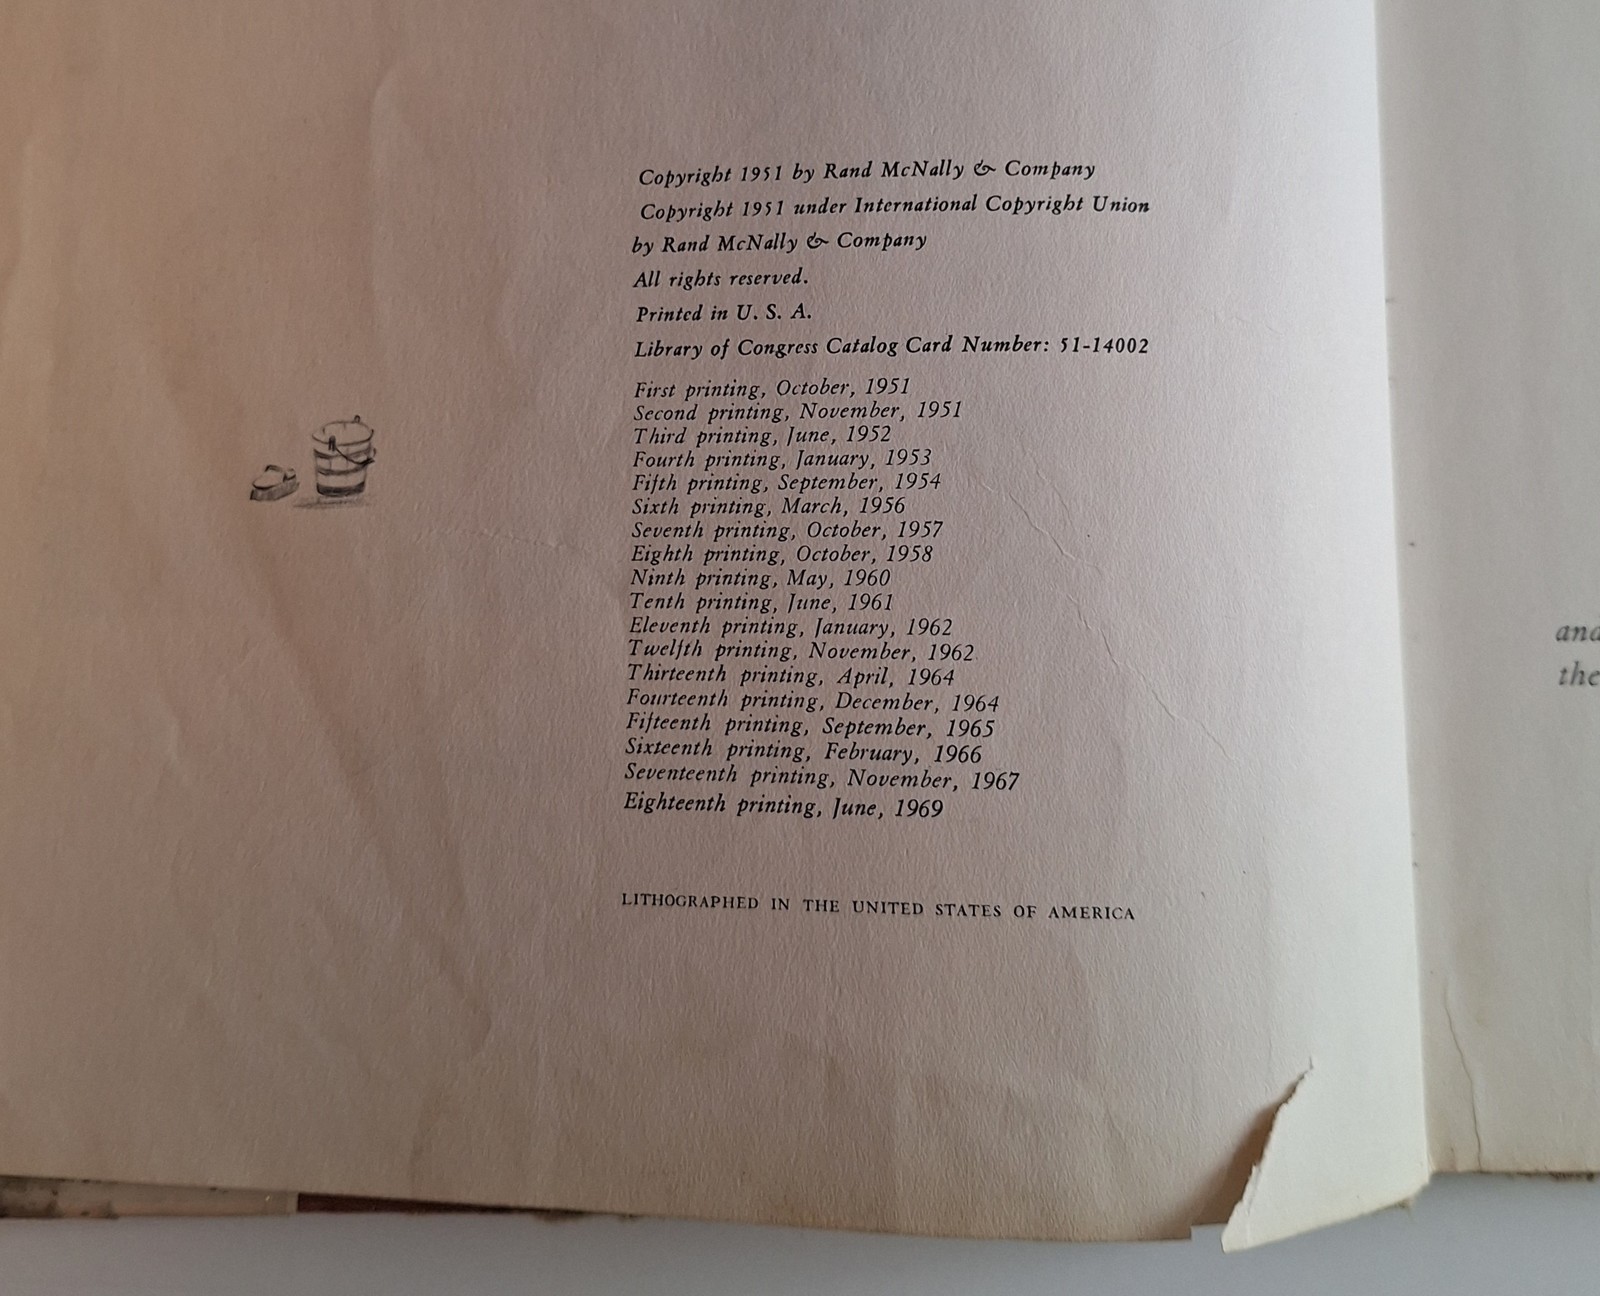 Copyright 1951 by Rand McNally & Company
Copyright 1951 under International Copyright Union
by Rand McNally & Company
All rights reserved.
Printed in U. S. A.
Library of Congress Catalog Card Number: 51-14002
First printing, October, 1951
Second printing, November, 1951
Third printing, June, 1952
Fourth printing, January, 1953
Fifth printing, September, 1954
Sixth printing, March, 1956
Seventh printing, October, 1957
Eighth printing, October, 1958
Ninth printing, May, 1960
Tenth printing, June, 1961
Eleventh printing, January, 1962
Twelfth printing, November, 1962
Thirteenth printing, April, 1964
Fourteenth printing, December, 1964
Fifteenth printing, September, 1965
Sixteenth printing, February, 1966
Seventeenth printing, November, 1967
Eighteenth printing, June, 1969
LITHOGRAPHED IN THE UNITED STATES OF AMERICA
and
the